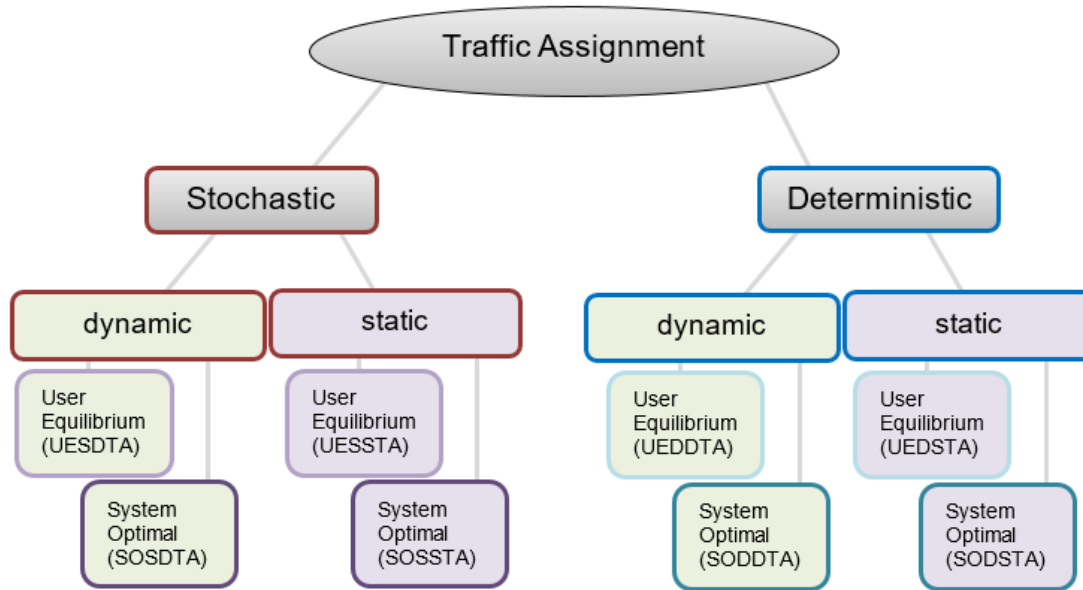 Traffic Assignment
Stochastic
Deterministic
dynamic
static
dynamic
static
User
Equilibrium
(UESDTA)
User
Equilibrium
(UESSTA)
User
Equilibrium
(UEDDTA)
User
Equilibrium
(UEDSTA)
System
Optimal
(SOSDTA)
System
Optimal
(SOSSTA)
System
Optimal
(SODDTA)
System
Optimal
(SODSTA)